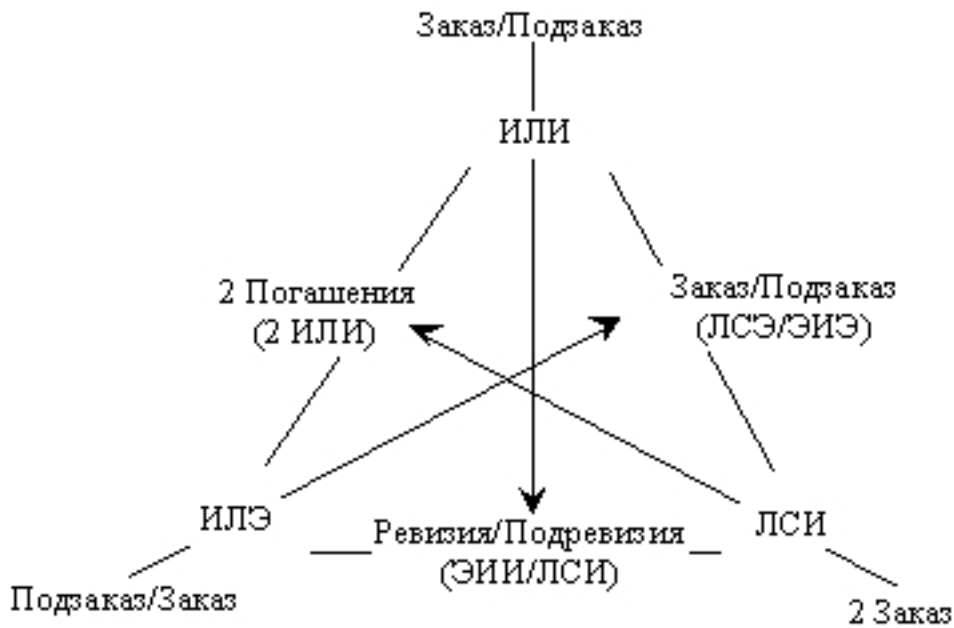 Заказ/Подзаказ
ИЛИ
2 Погашения
(2 ИЛИ)
Заказ/Подзаказ
(ЛСЭ/ЭИЭ)
ИЛЭ
Ревизия/Подревизия
(ЭИИ/ЛСИ)
ЛСИ
Подзаказ/Заказ
2 Заказ